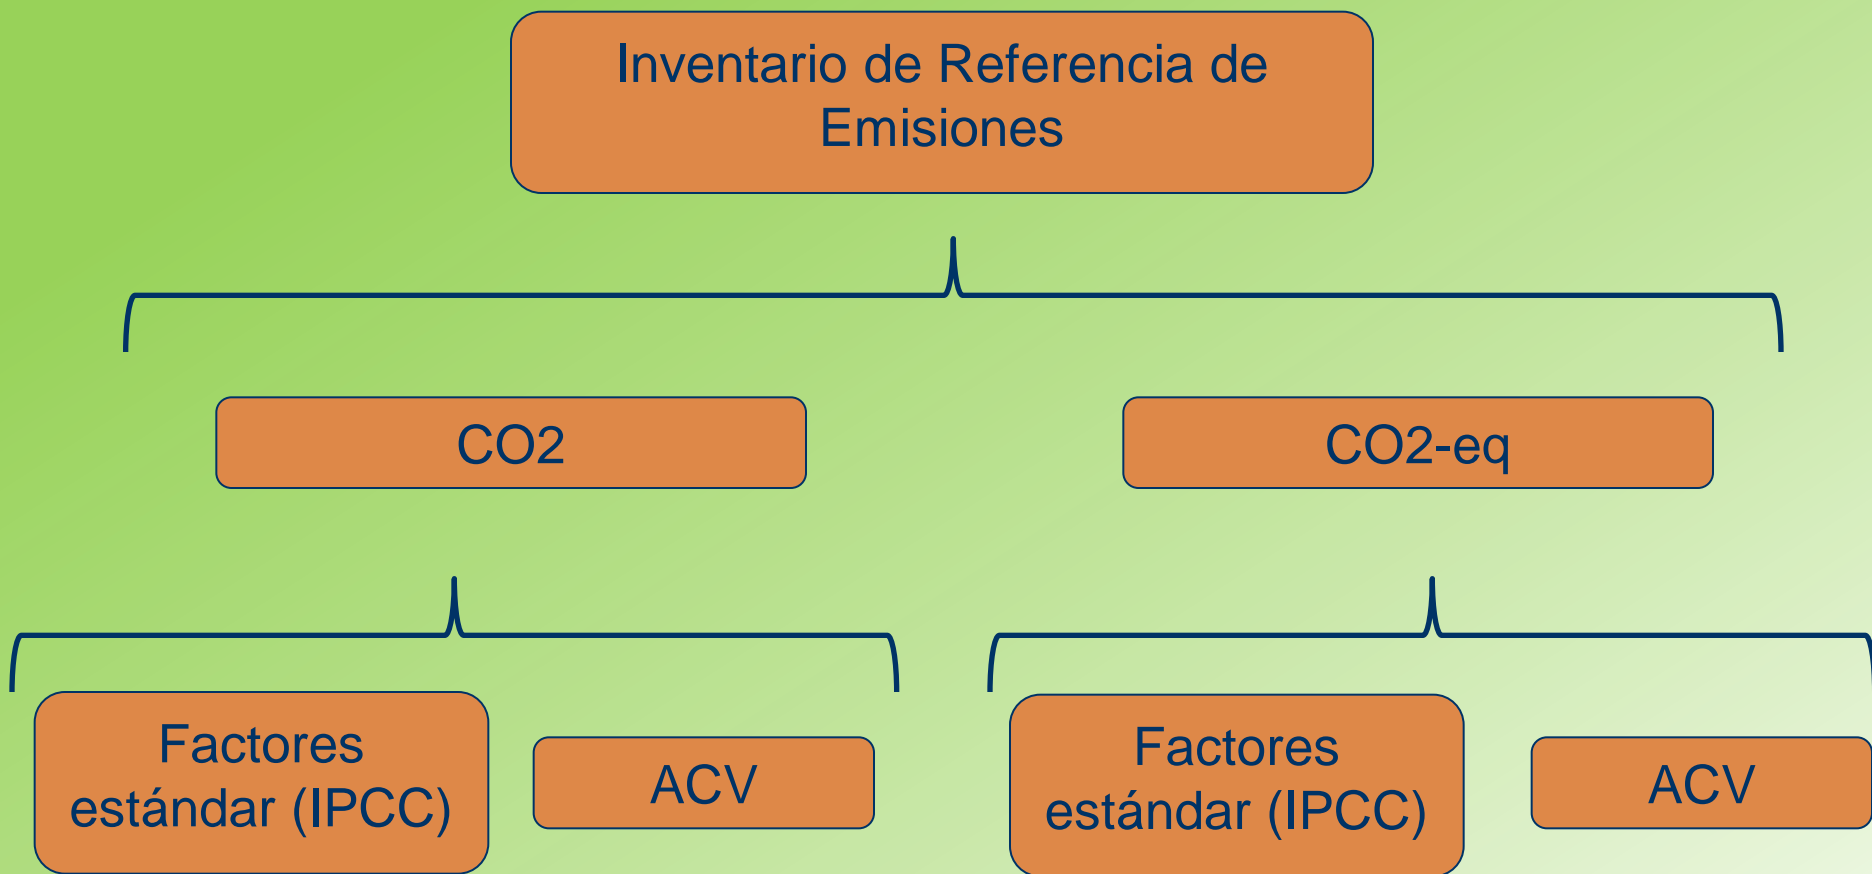 Inventario de Referencia de
Emisiones
CO2
CO2-eq
Factores
estándar (IPCC)
ACV
Factores
estándar (IPCC)
ACV